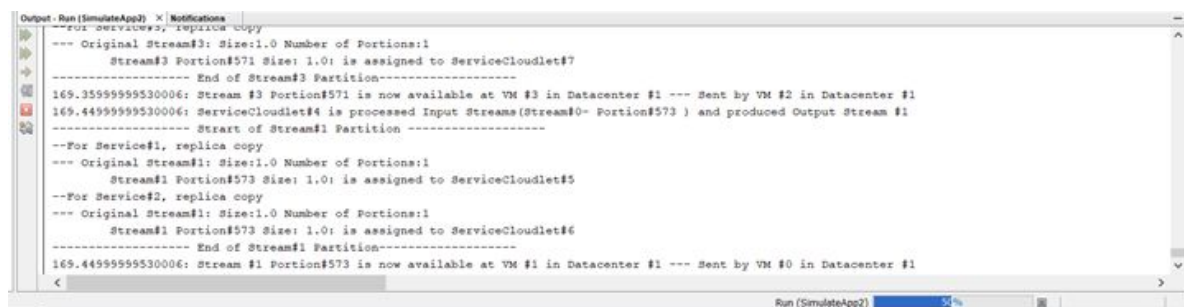 Output - Run (SimulateApp2) × Notifications
--For Service#3, replica copy
--- Original Stream#3: Size:1.0 Number of Portions:1
Stream#3 Portion#571 Size: 1.0: is assigned to ServiceCloudlet#7
------------------- End of Stream#3 Partition-------------------
169.35999999530006: Stream #3 Portion#571 is now available at VM #3 in Datacenter #1 --- Sent by VM #2 in Datacenter #1
169.44999999530006: ServiceCloudlet#4 is processed Input Streams(Stream#0- Portion#573 ) and produced Output Stream #1
------------------- Strart of Stream#1 Partition -------------------
--For Service#1, replica copy
--- Original Stream#1: Size:1.0 Number of Portions:1
Stream#1 Portion#573 Size: 1.0: is assigned to ServiceCloudlet#5
--For Service#2, replica copy
--- Original Stream#1: Size:1.0 Number of Portions:1
Stream#1 Portion#573 Size: 1.0: is assigned to ServiceCloudlet#6
------------------- End of Stream#1 Partition-------------------
169.44999999530006: Stream #1 Portion#573 is now available at VM #1 in Datacenter #1 --- Sent by VM #0 in Datacenter #1
Run (SimulateApp2) 50%